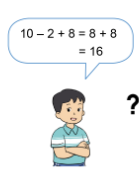 10 – 2 + 8 = 8 + 8
= 16
?